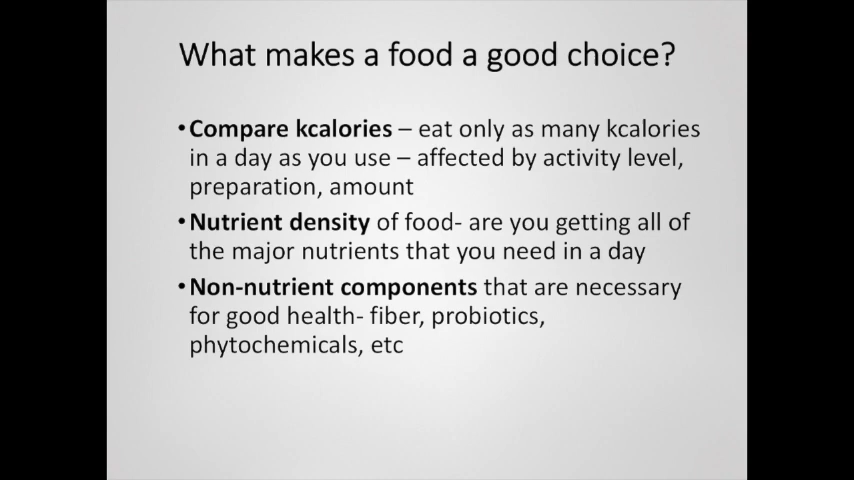 What makes a food a good choice?
•Compare kcalories – eat only as many kcalories
in a day as you use – affected by activity level,
preparation, amount
•Nutrient density of food- are you getting all of
the major nutrients that you need in a day
•Non-nutrient components that are necessary
for good health- fiber, probiotics,
phytochemicals, etc